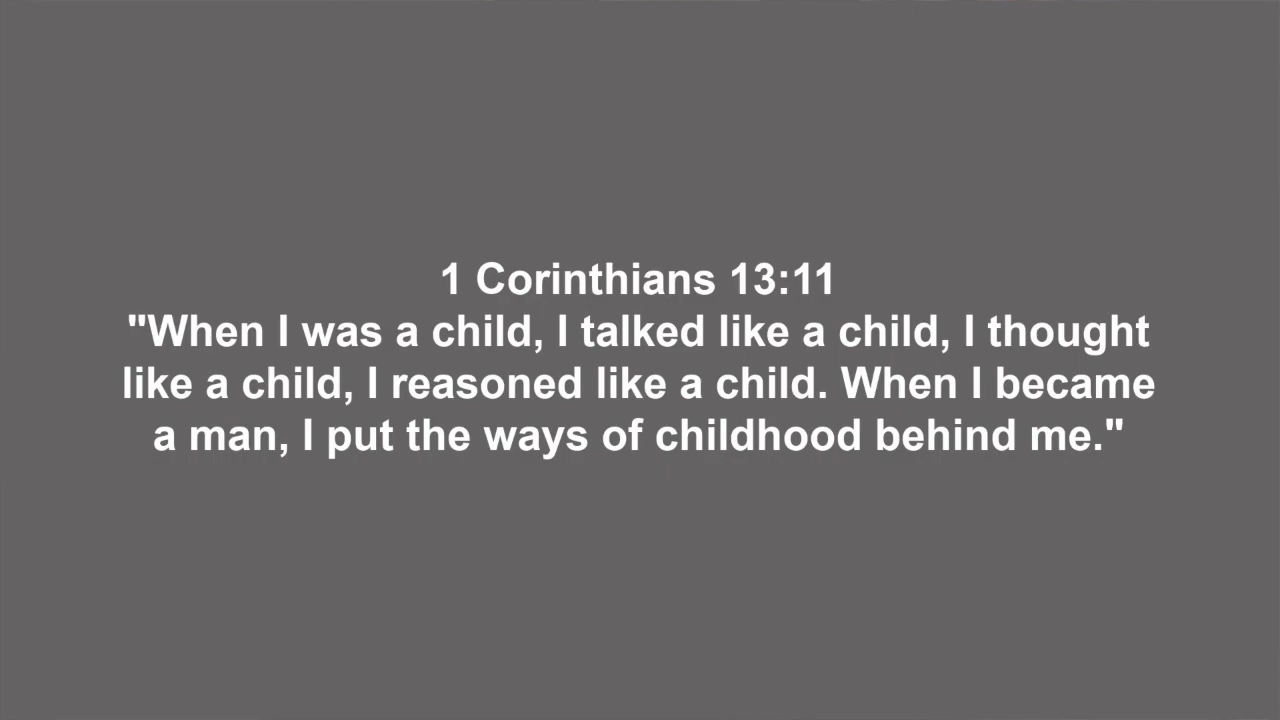 1 Corinthians 13:11
"When I was a child, I talked like a child, I thought
like a child, I reasoned like a child. When I became
a man, I put the ways of childhood behind me."